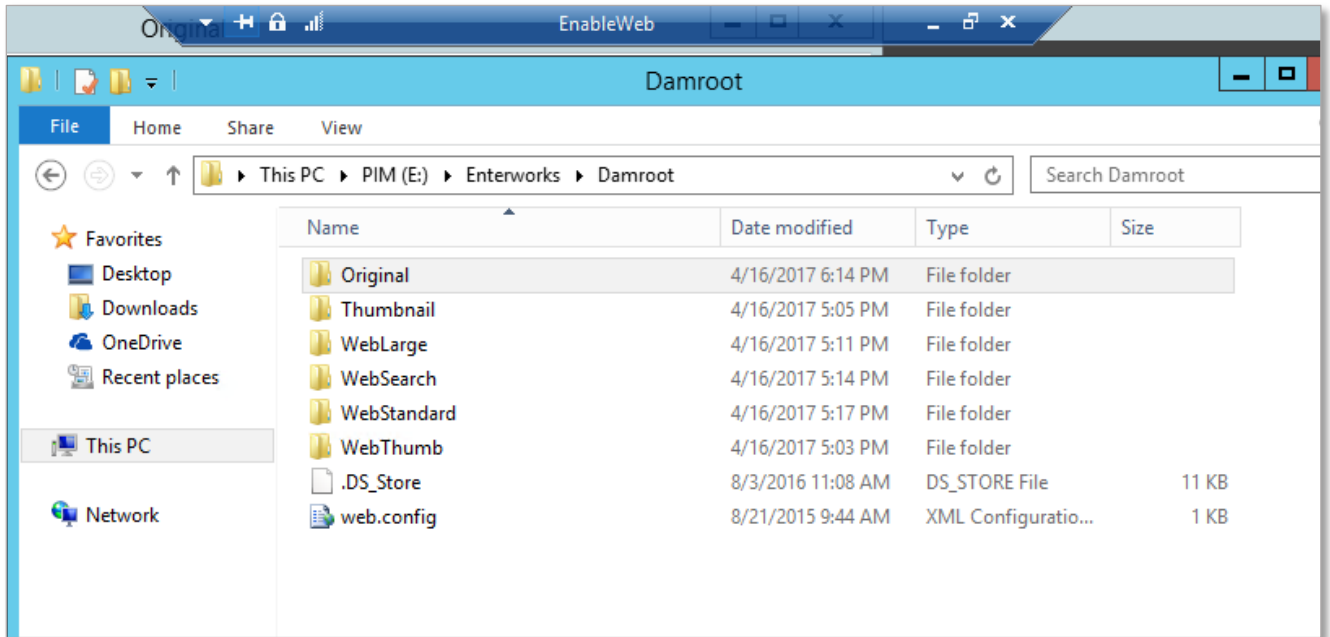 Original
EnableWeb
Damroot
File Home Share View
This PC PIM (E:) Enterworks Damroot Search Damroot
Favorites
Desktop
Downloads
OneDrive
Recent places
This PC
Network
Name Date modified Type Size
Original 4/16/2017 6:14 PM File folder
Thumbnail 4/16/2017 5:05 PM File folder
WebLarge 4/16/2017 5:11 PM File folder
WebSearch 4/16/2017 5:14 PM File folder
WebStandard 4/16/2017 5:17 PM File folder
WebThumb 4/16/2017 5:03 PM File folder
.DS_Store 8/3/2016 11:08 AM DS_STORE File 11 KB
web.config 8/21/2015 9:44 AM XML Configuratio... 1 KB